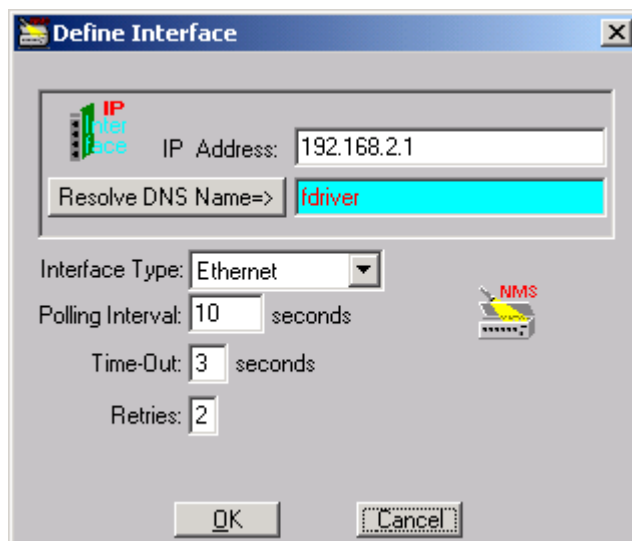 Define Interface
IP
Inter
face
IP Address: 192.168.2.1
Resolve DNS Name=> fdriver
Interface Type: Ethernet
Polling Interval: 10 seconds
NMS
Time-Out: 3 seconds
Retries: 2
OK Cancel